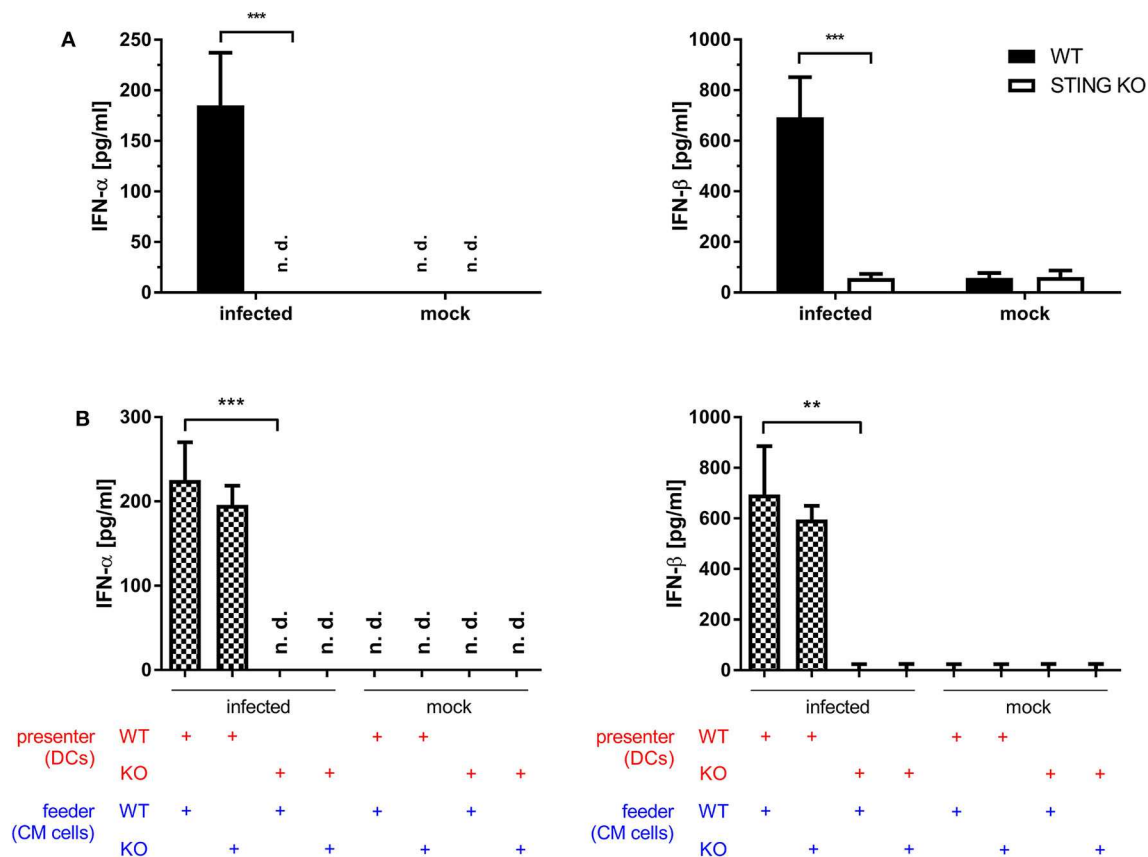 A
IFN-α [pg/ml]
250
200
150
100
50
0
***
n. d.
n. d.
n. d.
infected
mock
IFN-β [pg/ml]
1000
800
600
400
200
0
***
infected
mock
WT
STING KO
B
IFN-α [pg/ml]
300
200
100
0
***
n. d.
n. d.
n. d.
n. d.
n. d.
n. d.
infected
mock
presenter (DCs)
WT + + + +
KO + + + +
feeder (CM cells)
WT + + + +
KO + + + +
IFN-β [pg/ml]
1000
800
600
400
200
0
**
infected
mock
presenter (DCs)
WT + + + +
KO + + + +
feeder (CM cells)
WT + + + +
KO + + + +